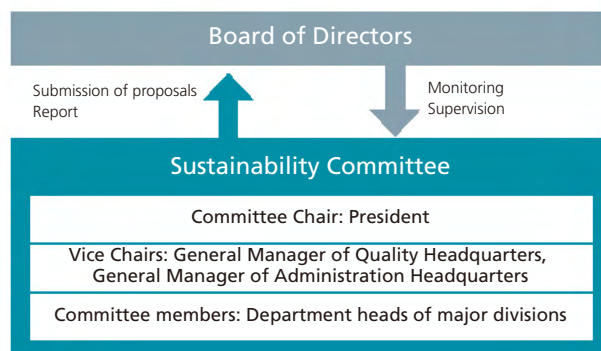 Board of Directors
Submission of proposals
Report
Monitoring
Supervision
Sustainability Committee
Committee Chair: President
Vice Chairs: General Manager of Quality Headquarters,
General Manager of Administration Headquarters
Committee members: Department heads of major divisions